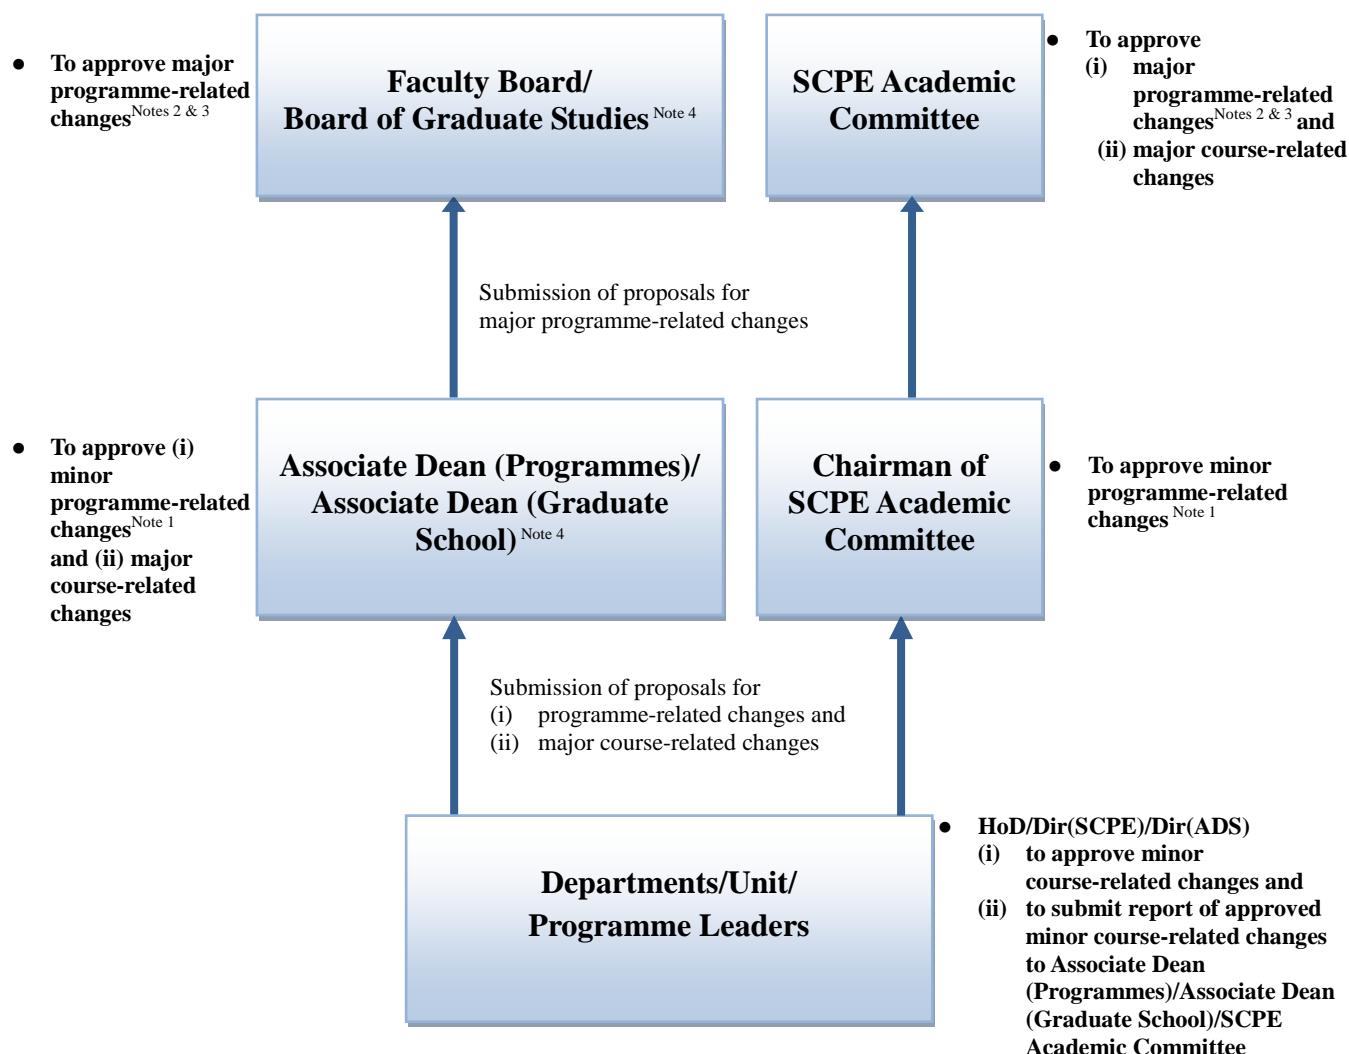 ● To approve major
programme-related
changes Notes 2 & 3
Faculty Board/
Board of Graduate Studies Note 4
SCPE Academic
Committee
● To approve
(i) major
programme-related
changes Notes 2 & 3 and
(ii) major course-related
changes
Submission of proposals for
major programme-related changes
● To approve (i)
minor
programme-related
changes Note 1
and (ii) major
course-related
changes
Associate Dean (Programmes)/
Associate Dean (Graduate
School) Note 4
Chairman of
SCPE Academic
Committee
● To approve minor
programme-related
changes Note 1
Submission of proposals for
(i) programme-related changes and
(ii) major course-related changes
Departments/Unit/
Programme Leaders
● HoD/Dir(SCPE)/Dir(ADS)
(i) to approve minor
course-related changes and
(ii) to submit report of approved
minor course-related changes
to Associate Dean
(Programmes)/Associate Dean
(Graduate School)/SCPE
Academic Committee